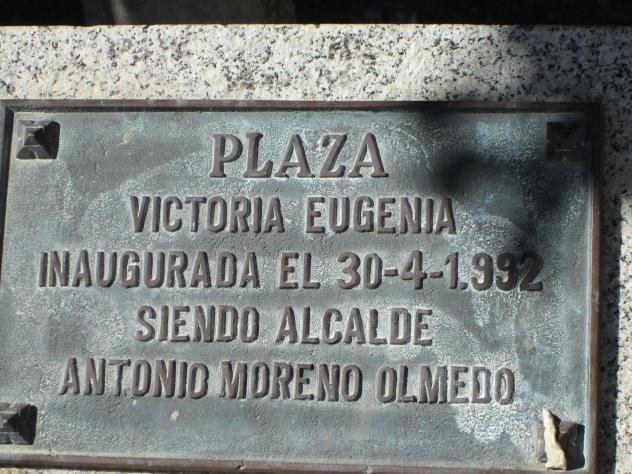 PLAZA
VICTORIA EUGENIA
INAUGURADA EL 30-4-1.992
SIENDO ALCALDE
ANTONIO MORENO OLMEDO